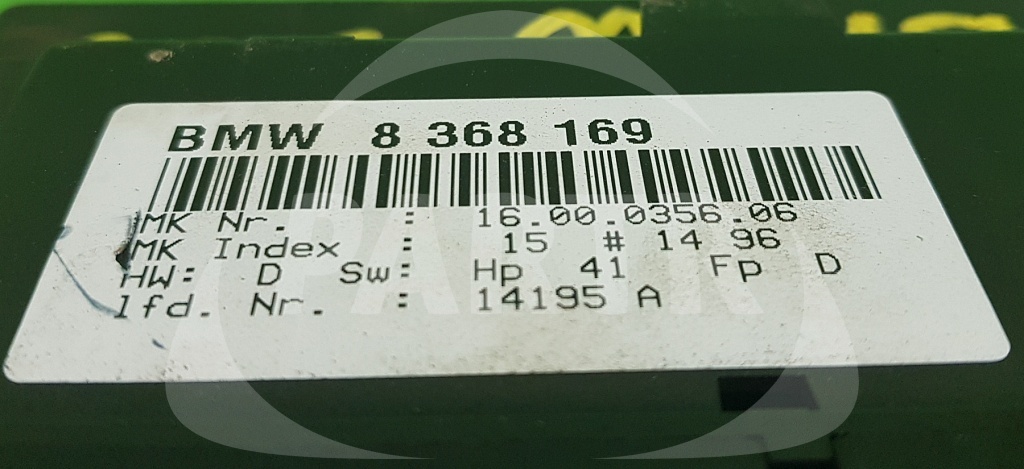 BMW 8 368 169
MK Nr. : 16.00.0356.06
MK Index : 15 # 14 96
HW: D Sw: Hp 41 Fp D
lfd. Nr. : 14195 A
PARTR